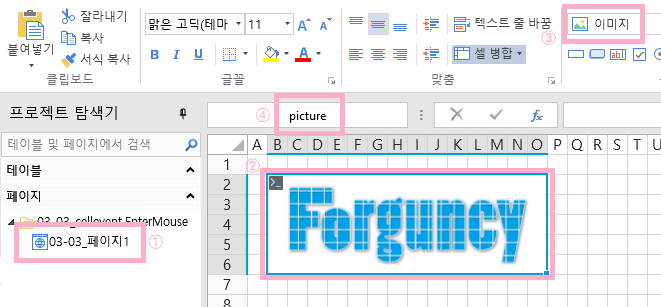 잘라내기
복사
서식 복사
붙여넣기
클립보드
맑은 고딕(테마
11
글꼴
텍스트 줄 바꿈
셀 병합
맞춤
③
이미지
ab
프로젝트 탐색기
테이블 및 페이지에서 검색
테이블
페이지
03-03_cellevent EnterMouse
03-03_페이지1
①
④
picture
fx
A B C D E F G H I J K L M N O P Q R S T U
②
1
2
3
4
5
6
7
8
Forguncy